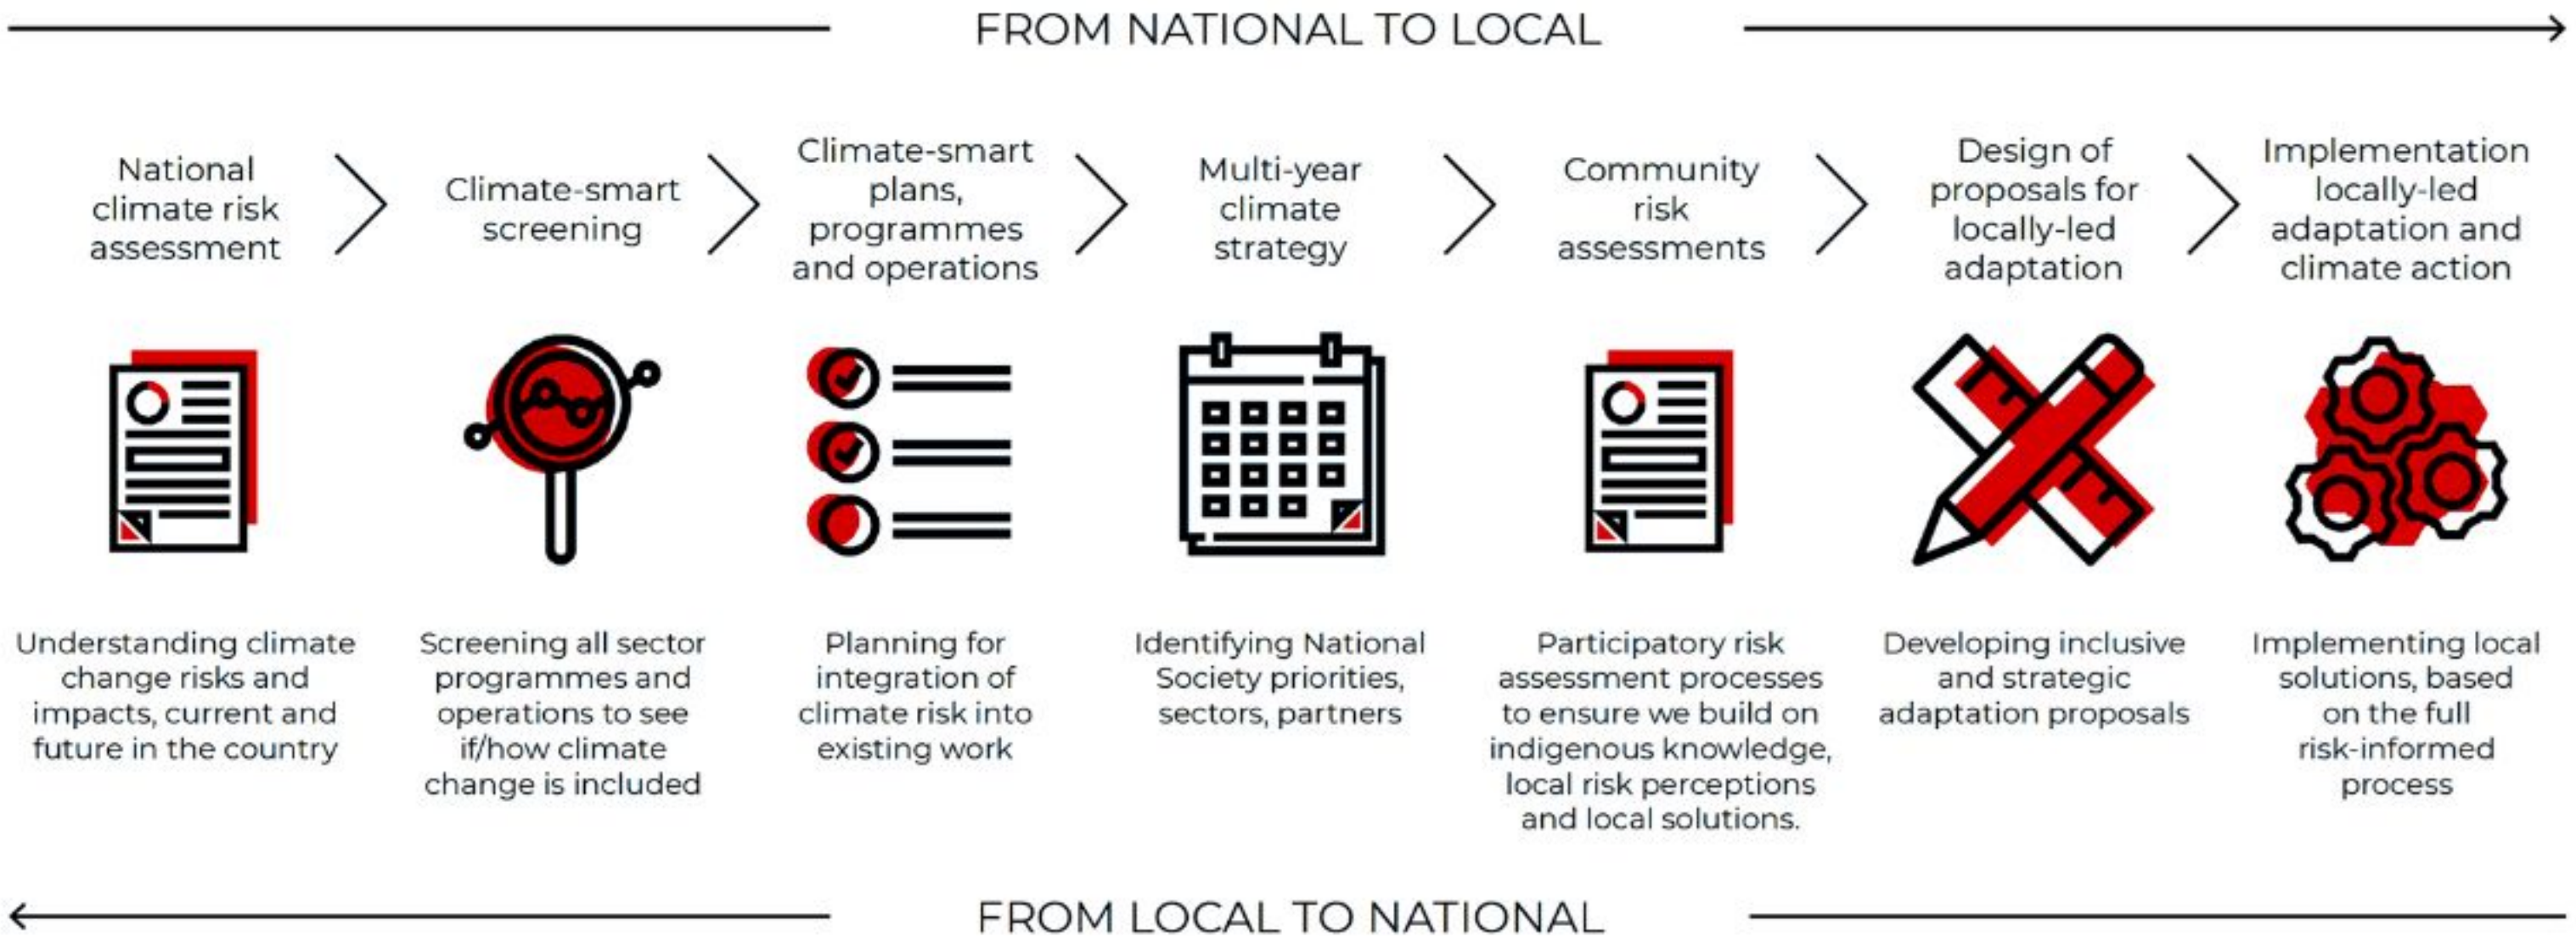 FROM NATIONAL TO LOCAL
National
climate risk
assessment
Climate-smart
screening
Climate-smart
plans,
programmes
and operations
Multi-year
climate
strategy
Community
risk
assessments
Design of
proposals for
locally-led
adaptation
Implementation
locally-led
adaptation and
climate action
Understanding climate
change risks and
impacts, current and
future in the country
Screening all sector
programmes and
operations to see
if/how climate
change is included
Planning for
integration of
climate risk into
existing work
Identifying National
Society priorities,
sectors, partners
Participatory risk
assessment processes
to ensure we build on
indigenous knowledge,
local risk perceptions
and local solutions.
Developing inclusive
and strategic
adaptation proposals
Implementing local
solutions, based
on the full
risk-informed
process
FROM LOCAL TO NATIONAL